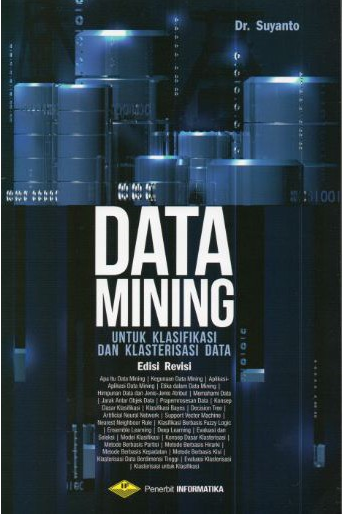 Dr. Suyanto
DATA
MINING
UNTUK KLASIFIKASI
DAN KLASTERISASI DATA
Edisi Revisi
Apa Itu Data Mining | Kegunaan Data Mining | Aplikasi-
Aplikasi Data Mining | Etika dalam Data Mining |
Himpunan Data dan Jenis-Jenis Atribut | Memahami Data
| Jarak Antar Objek Data | Praproses Data | Konsep
Dasar Klasifikasi | Klasifikasi Bayes | Decision Tree |
Artificial Neural Network | Support Vector Machine |
Nearest Neighbour Rule | Klasifikasi Berbasis Fuzzy Logic
| Ensemble Learning | Deep Learning | Evaluasi dan
Seleksi | Model Klasifikasi | Konsep Dasar Klasterisasi |
Metode Berbasis Partisi | Metode Berbasis Hirarki |
Metode Berbasis Kepadatan | Metode Berbasis Kisi |
Klasterisasi Data Berdimensi Tinggi | Evaluasi Klasterisasi
| Klasterisasi untuk Klasifikasi
IF
Penerbit INFORMATIKA